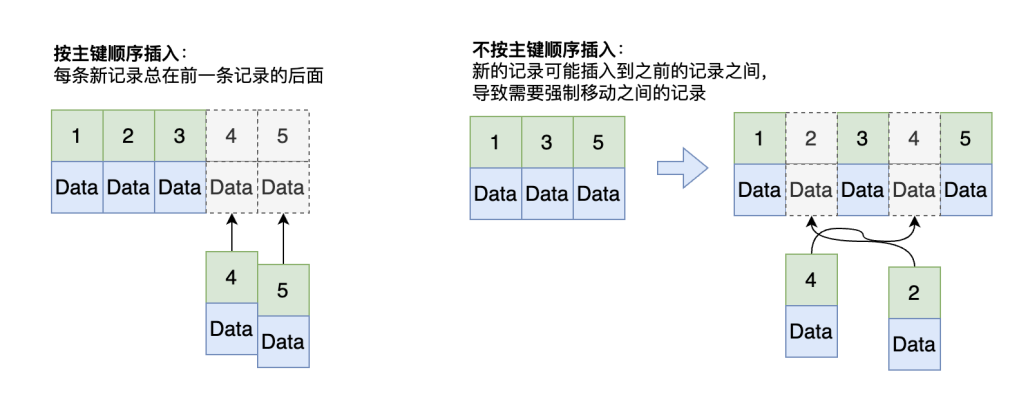 按主键顺序插入：
每条新记录总在前一条记录的后面
1 2 3 4 5
Data Data Data Data Data
4
Data
5
Data
不按主键顺序插入：
新的记录可能插入到之前的记录之间，
导致需要强制移动之间的记录
1 3 5
Data Data Data
1 2 3 4 5
Data Data Data Data Data
4
Data
2
Data